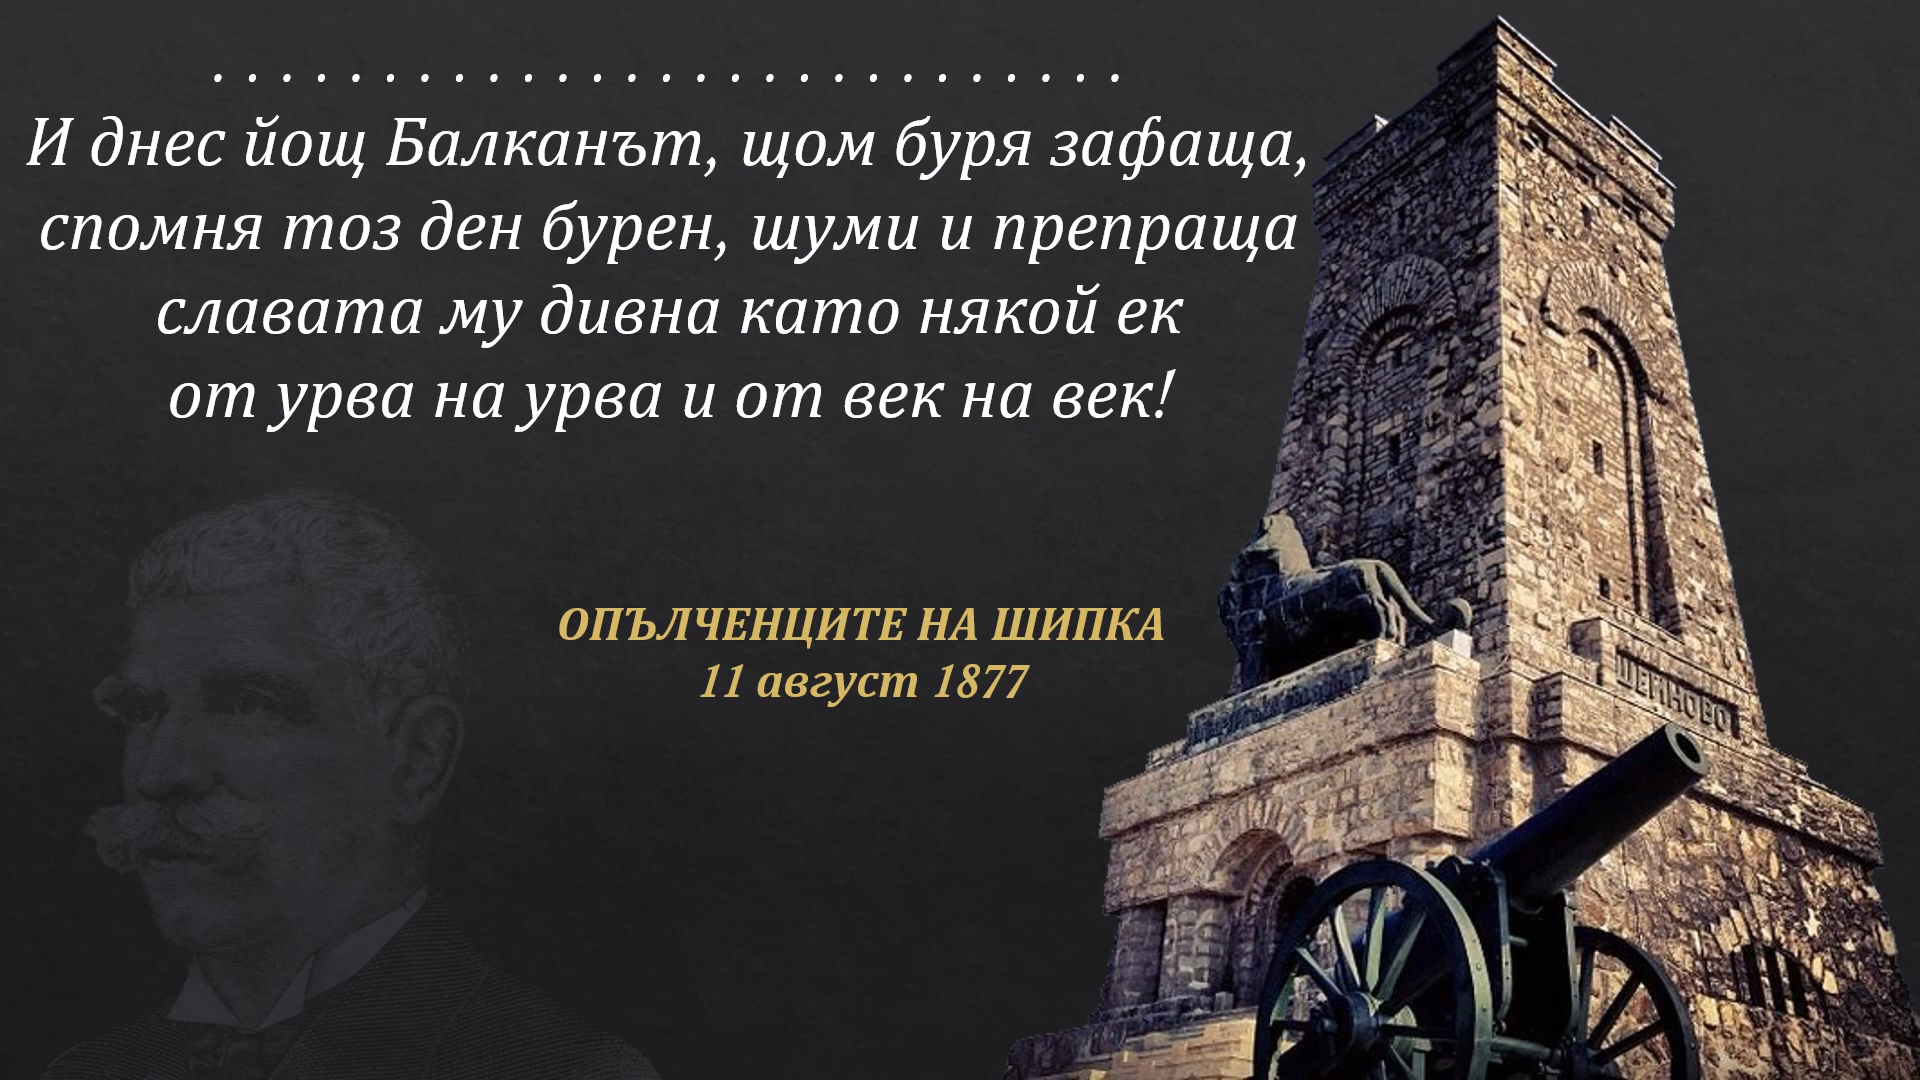 . . . . . . . . . . . . . . . . . . . . . . . . . . .
И днес йощ Балканът, щом буря зафаща,
спомня тоз ден бурен, шуми и препраща
славата му дивна като някой ек
от урва на урва и от век на век!
ОПЪЛЧЕНЦИТЕ НА ШИПКА
11 август 1877
ШЕЙНОВО